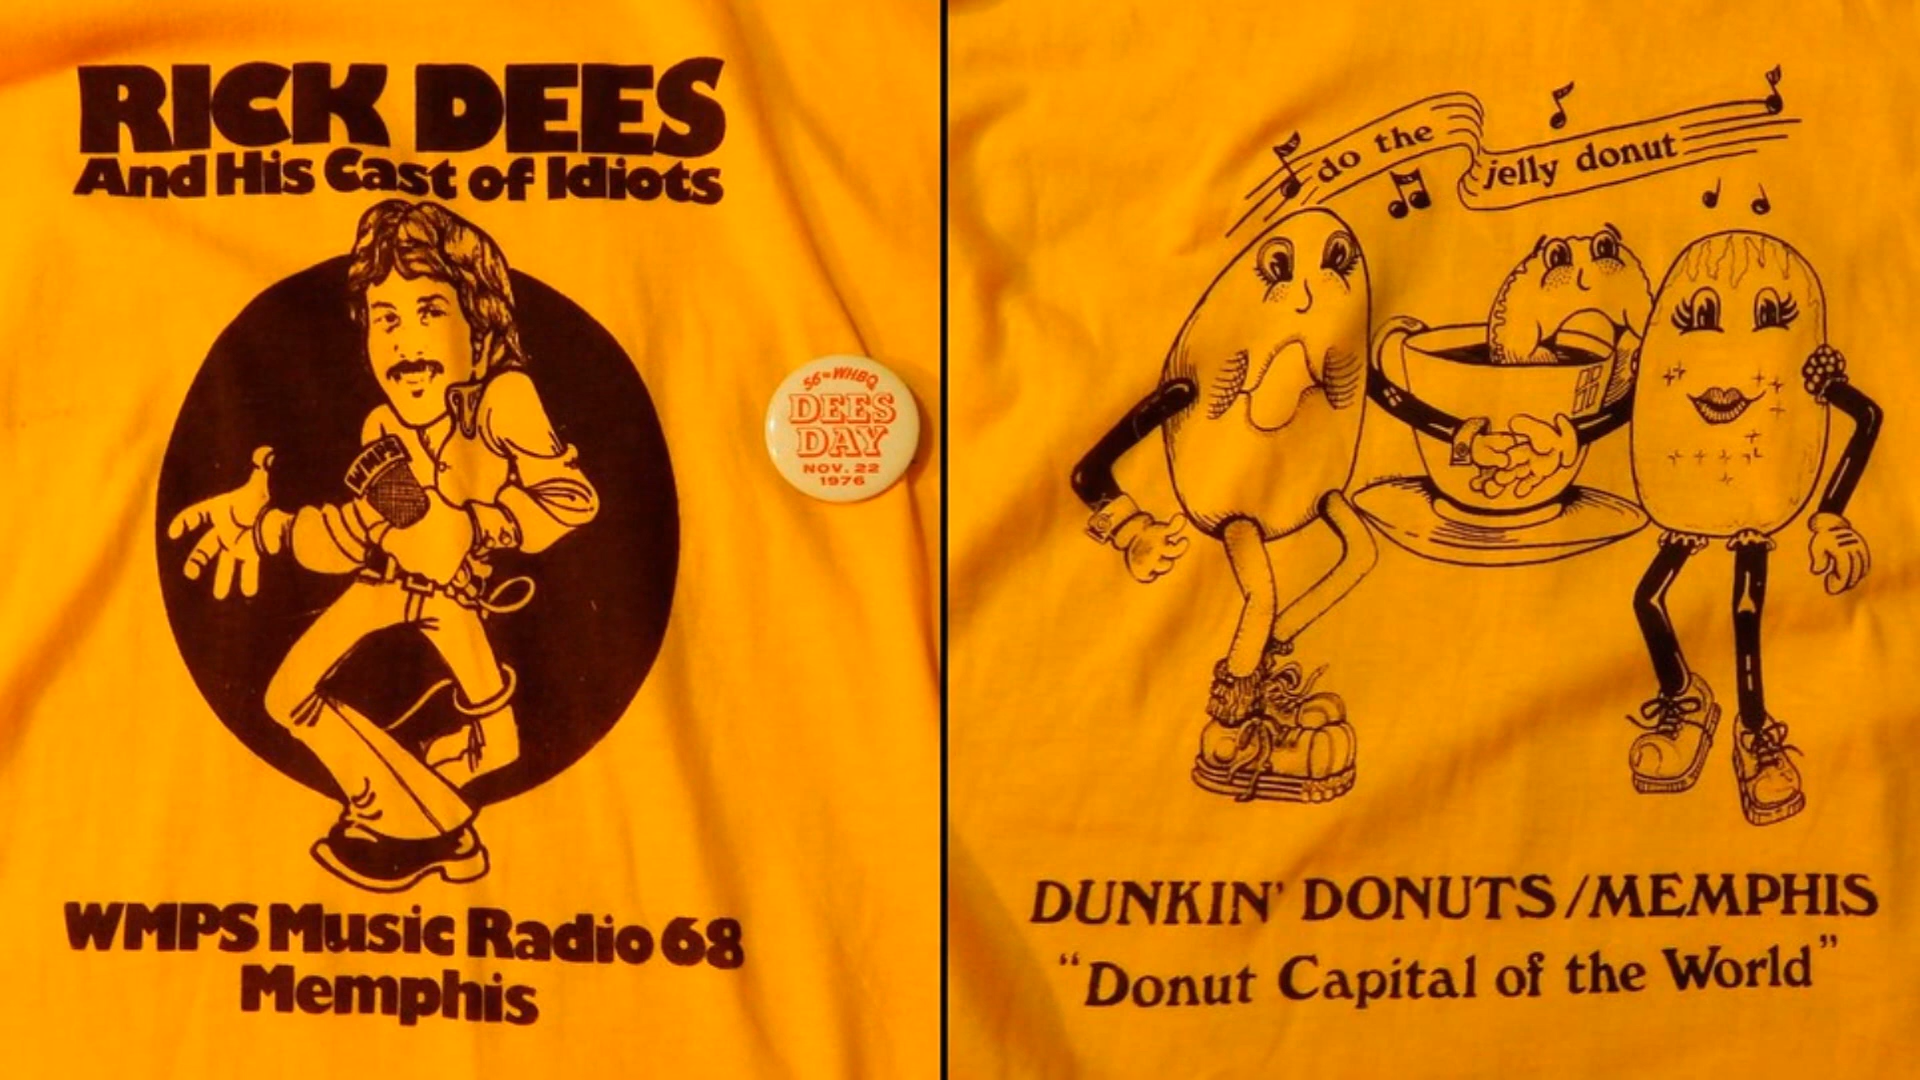 RICK DEES
And His Cast of Idiots
WMPS
56=WHBQ
DEES
DAY
NOV. 22
1976
WMPS Music Radio 68
Memphis
do the
jelly donut
DUNKIN' DONUTS/MEMPHIS
"Donut Capital of the World"